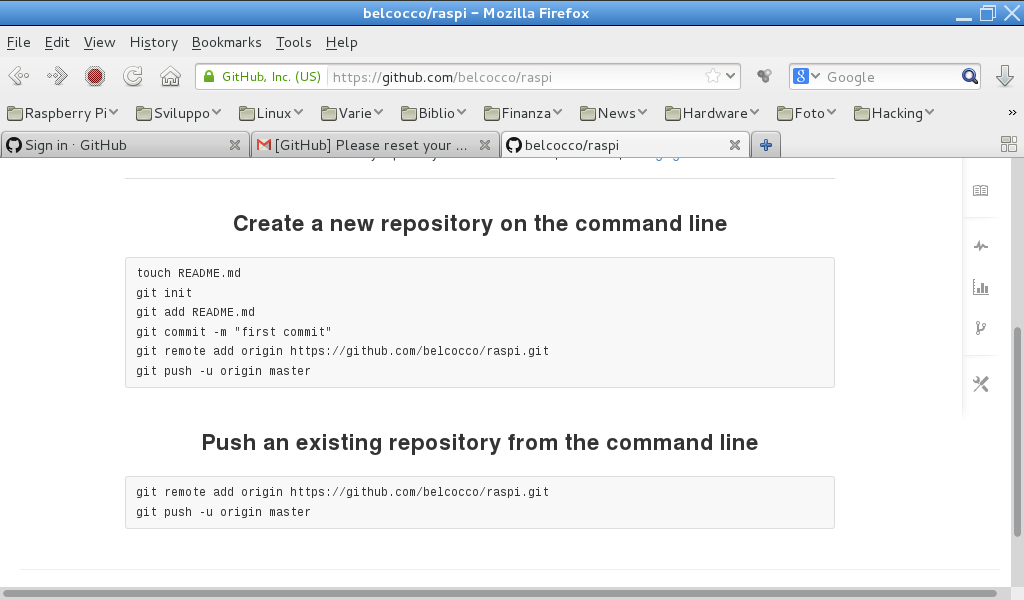 belcocco/raspi - Mozilla Firefox
File Edit View History Bookmarks Tools Help
GitHub, Inc. (US) https://github.com/belcocco/raspi Google
Raspberry Pi Sviluppo Linux Varie Biblio Finanza News Hardware Foto Hacking »
Sign in · GitHub [GitHub] Please reset your ... belcocco/raspi
Create a new repository on the command line
touch README.md
git init
git add README.md
git commit -m "first commit"
git remote add origin https://github.com/belcocco/raspi.git
git push -u origin master
Push an existing repository from the command line
git remote add origin https://github.com/belcocco/raspi.git
git push -u origin master